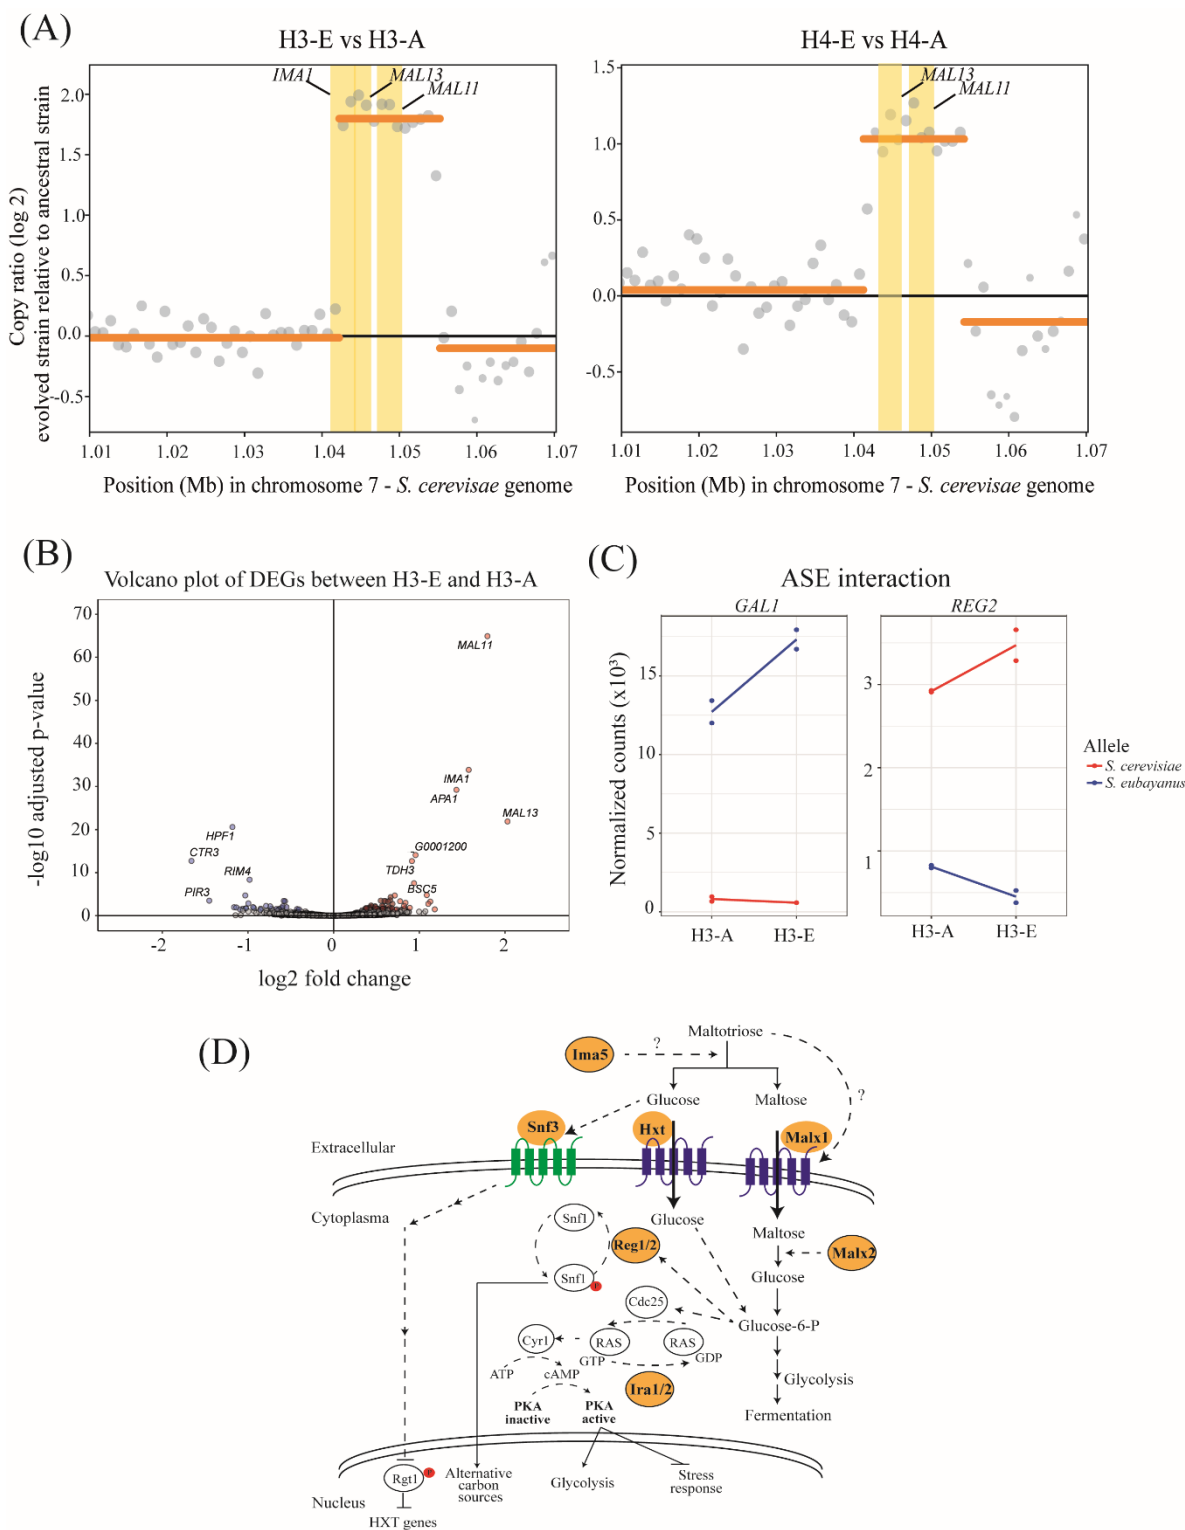 (A)
H3-E vs H3-A
H4-E vs H4-A
Copy ratio (log 2)
evolved strain relative to ancestral strain
2.0
1.5
1.0
0.5
0.0
-0.5
IMA1
MAL13
MAL11
1.01
1.02
1.03
1.04
1.05
1.06
1.07
Position (Mb) in chromosome 7 - S. cerevisae genome
1.5
1.0
0.5
0.0
-0.5
MAL13
MAL11
1.01
1.02
1.03
1.04
1.05
1.06
1.07
Position (Mb) in chromosome 7 - S. cerevisae genome
(B)
Volcano plot of DEGs between H3-E and H3-A
-log10 adjusted p-value
70
60
50
40
30
20
10
0
MAL11
IMA1
APA1
MAL13
HPF1
G0001200
CTR3
TDH3
RIM4
BSC5
PIR3
-2
-1
0
1
2
log2 fold change
(C)
ASE interaction
GAL1
REG2
Normalized counts (x10³)
15
10
5
0
3
2
1
H3-A
H3-E
H3-A
H3-E
Allele
S. cerevisiae
S. eubayanus
(D)
Maltotriose
Ima5
?
?
Glucose
Maltose
Snf3
Hxt
Malx1
Extracellular
Cytoplasma
Snf1
Glucose
Maltose
Reg1/2
Malx2
Snf1
Glucose
Cdc25
Glucose-6-P
Cyr1
RAS
RAS
GTP
GDP
ATP
cAMP
Glycolysis
Ira1/2
PKA
inactive
PKA
active
Fermentation
Rgt1
P
Alternative
carbon
sources
Glycolysis
Stress
response
Nucleus
HXT genes